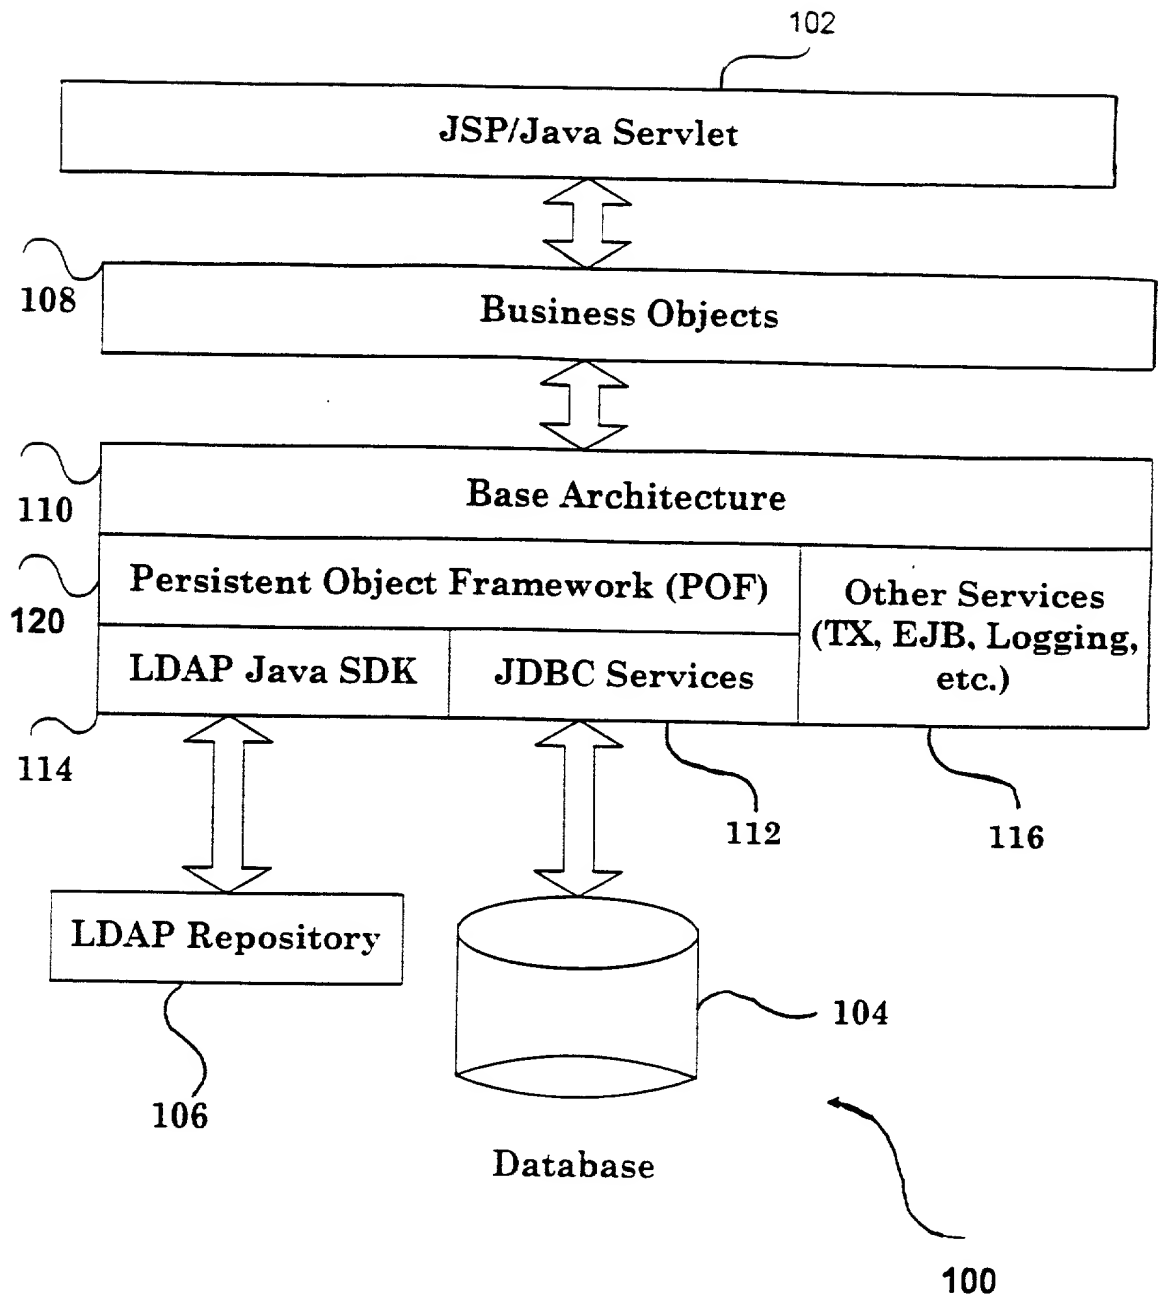 102
JSP/Java Servlet
108
Business Objects
110
Base Architecture
120
Persistent Object Framework (POF)
Other Services
(TX, EJB, Logging,
etc.)
LDAP Java SDK
JDBC Services
114
112
116
LDAP Repository
104
106
Database
100